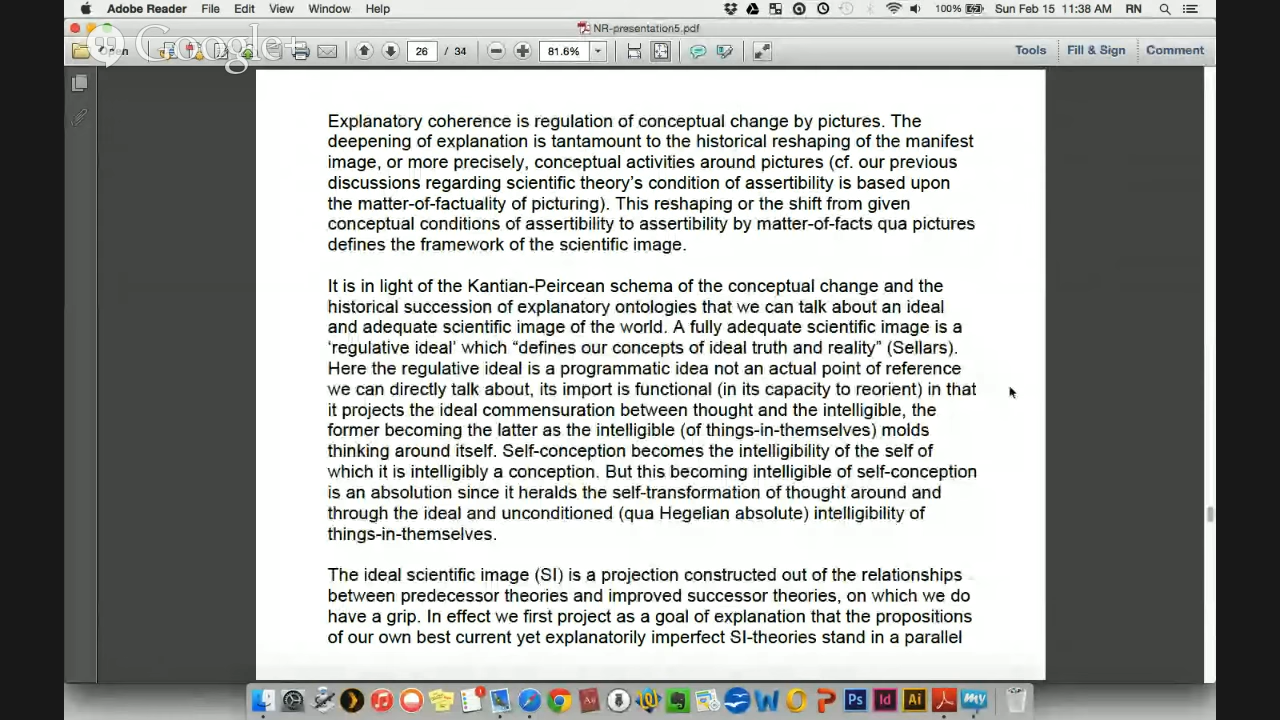 Adobe Reader File Edit View Window Help 100% Sun Feb 15 11:38 AM RN
NR-presentation5.pdf
Google+
Open 26 / 34 81.6% Tools Fill & Sign Comment
Explanatory coherence is regulation of conceptual change by pictures. The
deepening of explanation is tantamount to the historical reshaping of the manifest
image, or more precisely, conceptual activities around pictures (cf. our previous
discussions regarding scientific theory's condition of assertibility is based upon
the matter-of-factuality of picturing). This reshaping or the shift from given
conceptual conditions of assertibility to assertibility by matter-of-facts qua pictures
defines the framework of the scientific image.
It is in light of the Kantian-Peircean schema of the conceptual change and the
historical succession of explanatory ontologies that we can talk about an ideal
and adequate scientific image of the world. A fully adequate scientific image is a
‘regulative ideal’ which “defines our concepts of ideal truth and reality” (Sellars).
Here the regulative ideal is a programmatic idea not an actual point of reference
we can directly talk about, its import is functional (in its capacity to reorient) in that
it projects the ideal commensuration between thought and the intelligible, the
former becoming the latter as the intelligible (of things-in-themselves) molds
thinking around itself. Self-conception becomes the intelligibility of the self of
which it is intelligibly a conception. But this becoming intelligible of self-conception
is an absolution since it heralds the self-transformation of thought around and
through the ideal and unconditioned (qua Hegelian absolute) intelligibility of
things-in-themselves.
The ideal scientific image (SI) is a projection constructed out of the relationships
between predecessor theories and improved successor theories, on which we do
have a grip. In effect we first project as a goal of explanation that the propositions
of our own best current yet explanatorily imperfect SI-theories stand in a parallel
W P Ps Id Ai My